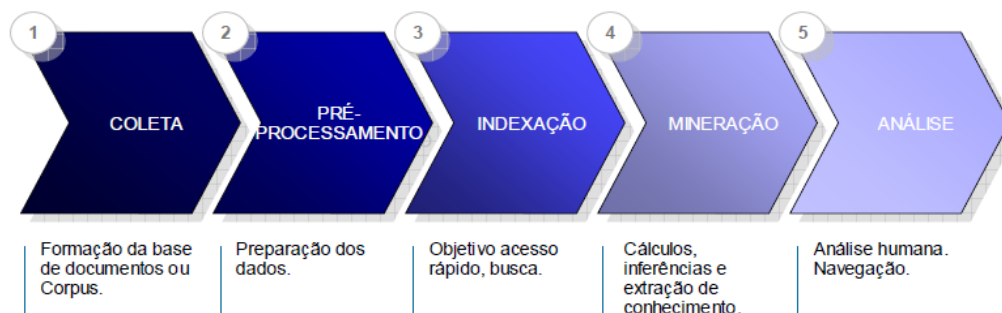 1
COLETA
Formação da base
de documentos ou
Corpus.
2
PRÉ-
PROCESSAMENTO
Preparação dos
dados.
3
INDEXAÇÃO
Objetivo acesso
rápido, busca.
4
MINERAÇÃO
Cálculos,
inferências e
extração de
conhecimento.
5
ANÁLISE
Análise humana.
Navegação.